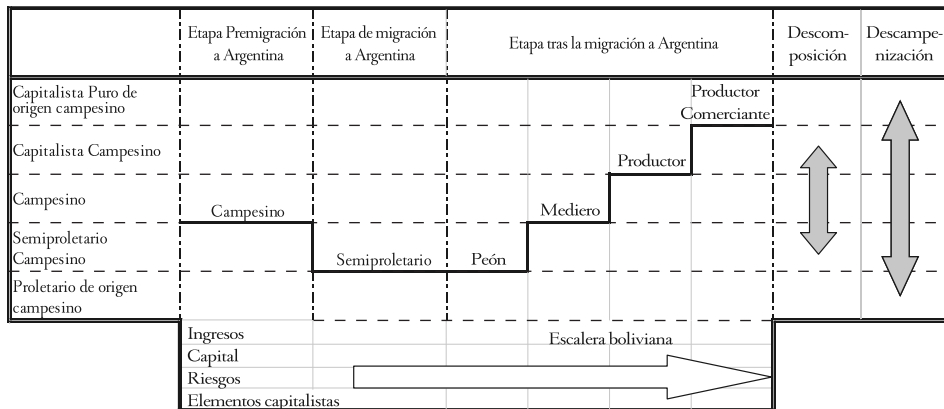 Etapa Premigración
a Argentina
Etapa de migración
a Argentina
Etapa tras la migración a Argentina
Descom-
posición
Descampe-
nización
Capitalista Puro de
origen campesino
Productor
Comerciante
Capitalista Campesino
Productor
Campesino
Campesino
Mediero
Semiproletario
Campesino
Semiproletario
Peón
Proletario de origen
campesino
Ingresos
Escalera boliviana
Capital
Riesgos
Elementos capitalistas